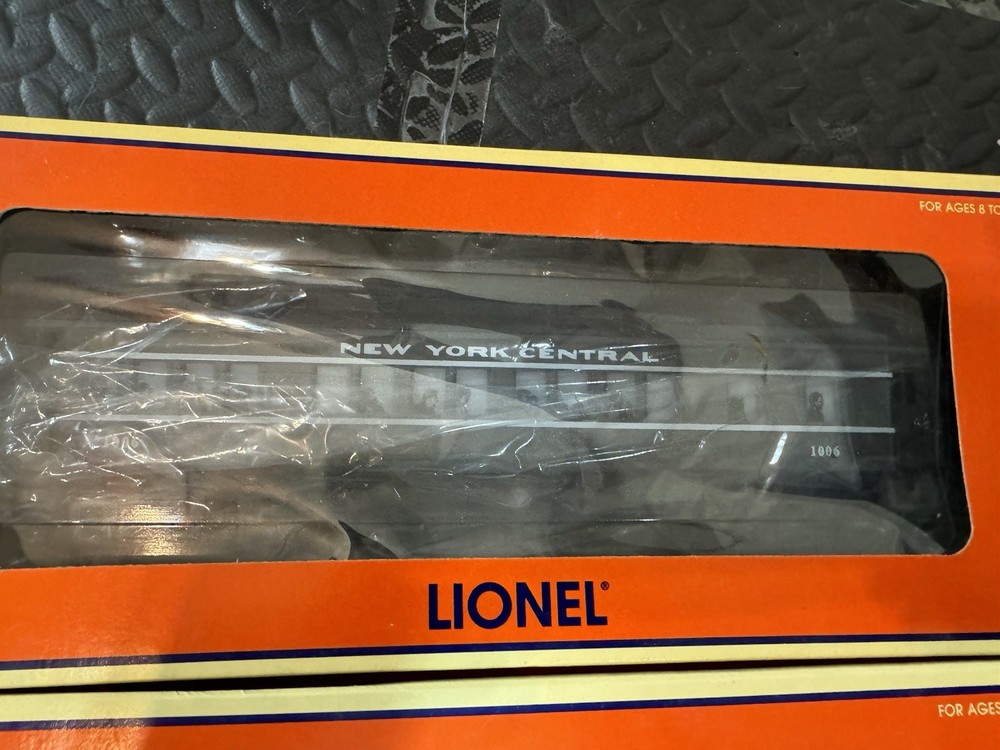 FOR AGES 8 TO
NEW YORK CENTRAL
1006
LIONEL®
FOR AGES